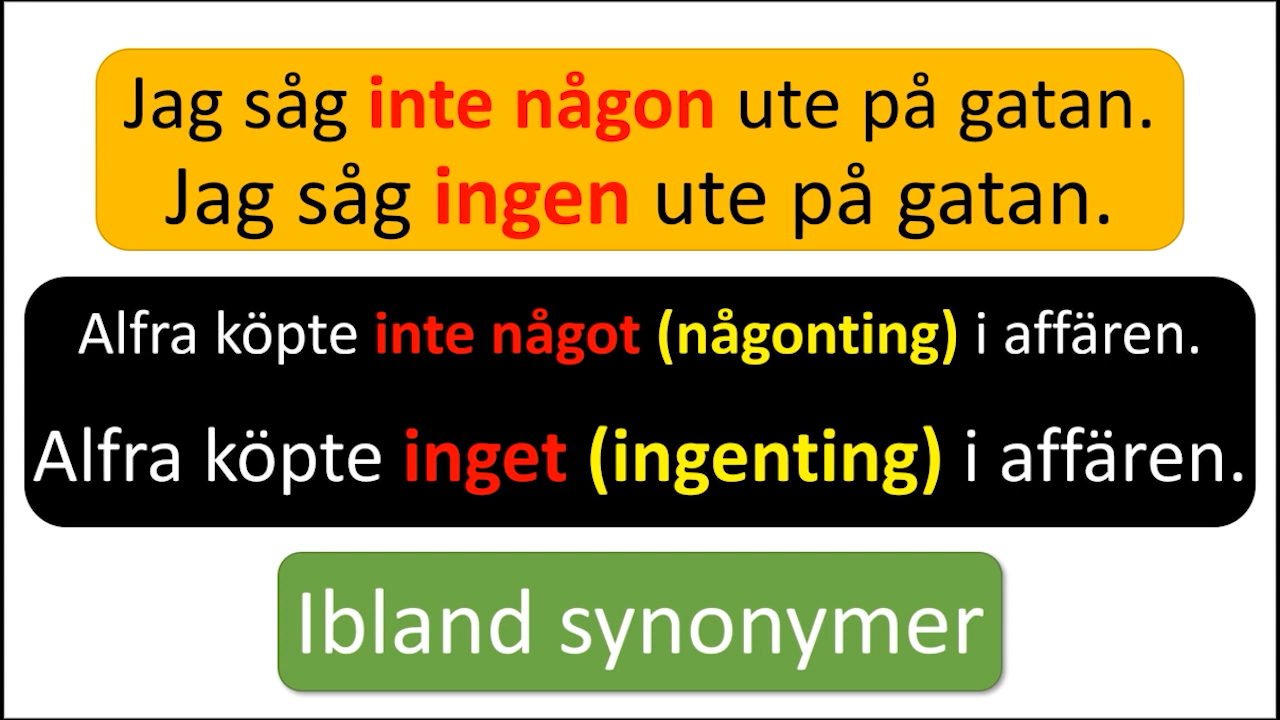 Jag såg inte någon ute på gatan.
Jag såg ingen ute på gatan.
Alfra köpte inte något (någonting) i affären.
Alfra köpte inget (ingenting) i affären.
Ibland synonymer